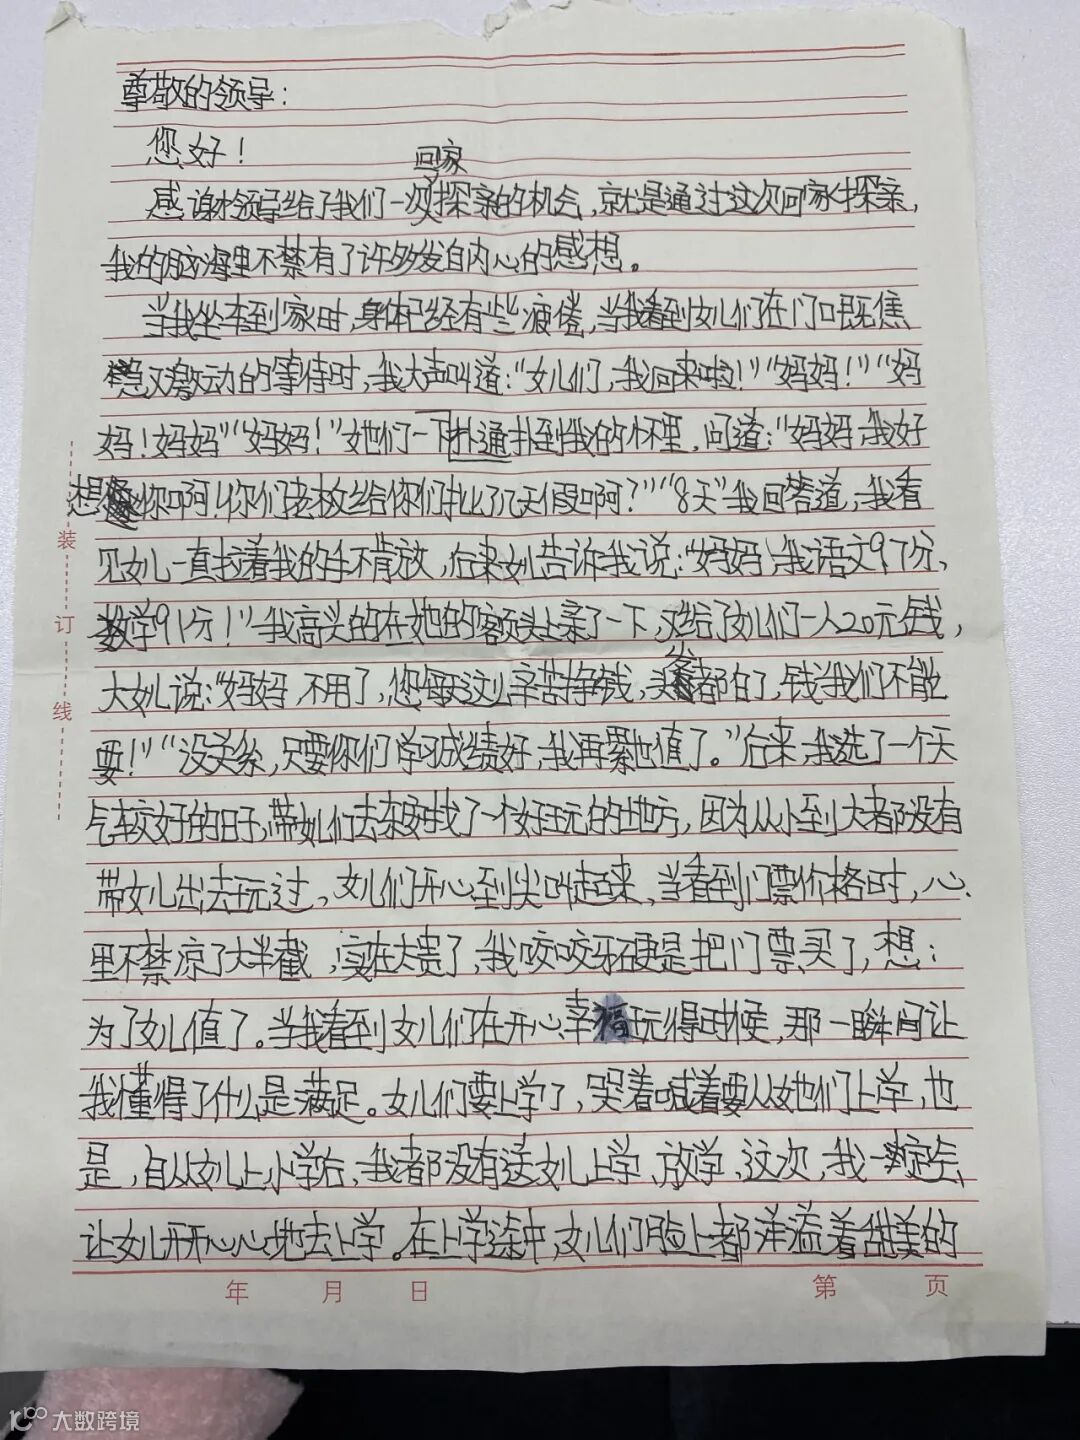 尊敬的领导：
您好！
感谢领导给了我们一次回家探亲的机会，就是通过这次回家探亲，
我的脑海里不禁有了许多发自内心的感想。
当我坐车到家时，身体已经有些疲倦，当我看到女儿们在门口既焦
急又激动的等待时，我大声叫道：“女儿们，我回来啦！”“妈妈！”“妈
妈！妈妈”“妈妈！”她们一下扑通扑到我的怀里，问道：“妈妈，我好
想你啊！你们老板给你们批了几天假啊？”“8天”我回答道，我看
见女儿一直拉着我的手不肯放，后来女儿告诉我说：“妈妈，我语文97分、
数学91分！”我高兴的在她的额头上亲了一下，又给了女儿们一人20元钱，
大女儿说：“妈妈，不用了，您每天这么辛苦挣钱，头发都白了，钱我们不能
要！”“没关系，只要你们学习成绩好，我再累也值了。”后来，我选了一个天
气较好的日子，带她们去东安找了一个好玩的地方，因为从小到大都没有
带女儿出去玩过，女儿们开心到尖叫起来，当看到门票价格时，心
里不禁凉了大半截，实在太贵了，我咬咬牙硬是把门票买了，想：
为了女儿值了。当我看到女儿们在开心幸福玩得时候，那一瞬间让
我懂得了什么是满足。女儿们要上学了，哭着喊着要从她们上学，也
是，自从女儿上小学后，我都没有送女儿上学、放学、这次，我一定
让女儿开开心心地去上学。在上学途中，女儿们脸上都洋溢着甜美的
装
订
线
年 月 日
第 页
大数跨境